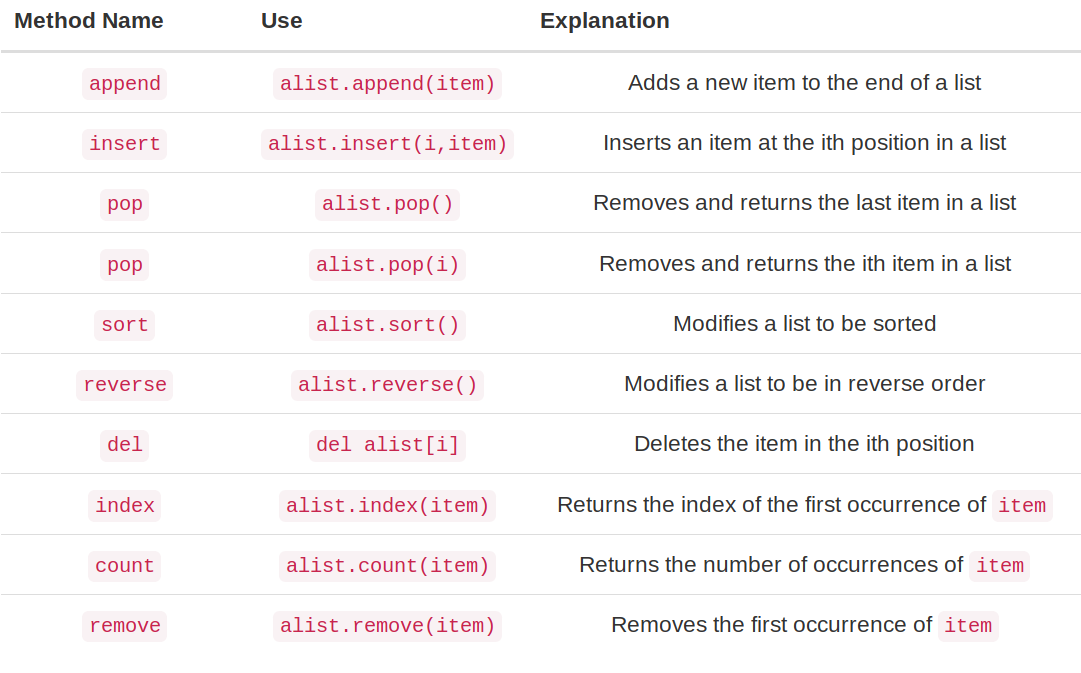 Method Name Use Explanation
append alist.append(item) Adds a new item to the end of a list
insert alist.insert(i,item) Inserts an item at the ith position in a list
pop alist.pop() Removes and returns the last item in a list
pop alist.pop(i) Removes and returns the ith item in a list
sort alist.sort() Modifies a list to be sorted
reverse alist.reverse() Modifies a list to be in reverse order
del del alist[i] Deletes the item in the ith position
index alist.index(item) Returns the index of the first occurrence of item
count alist.count(item) Returns the number of occurrences of item
remove alist.remove(item) Removes the first occurrence of item